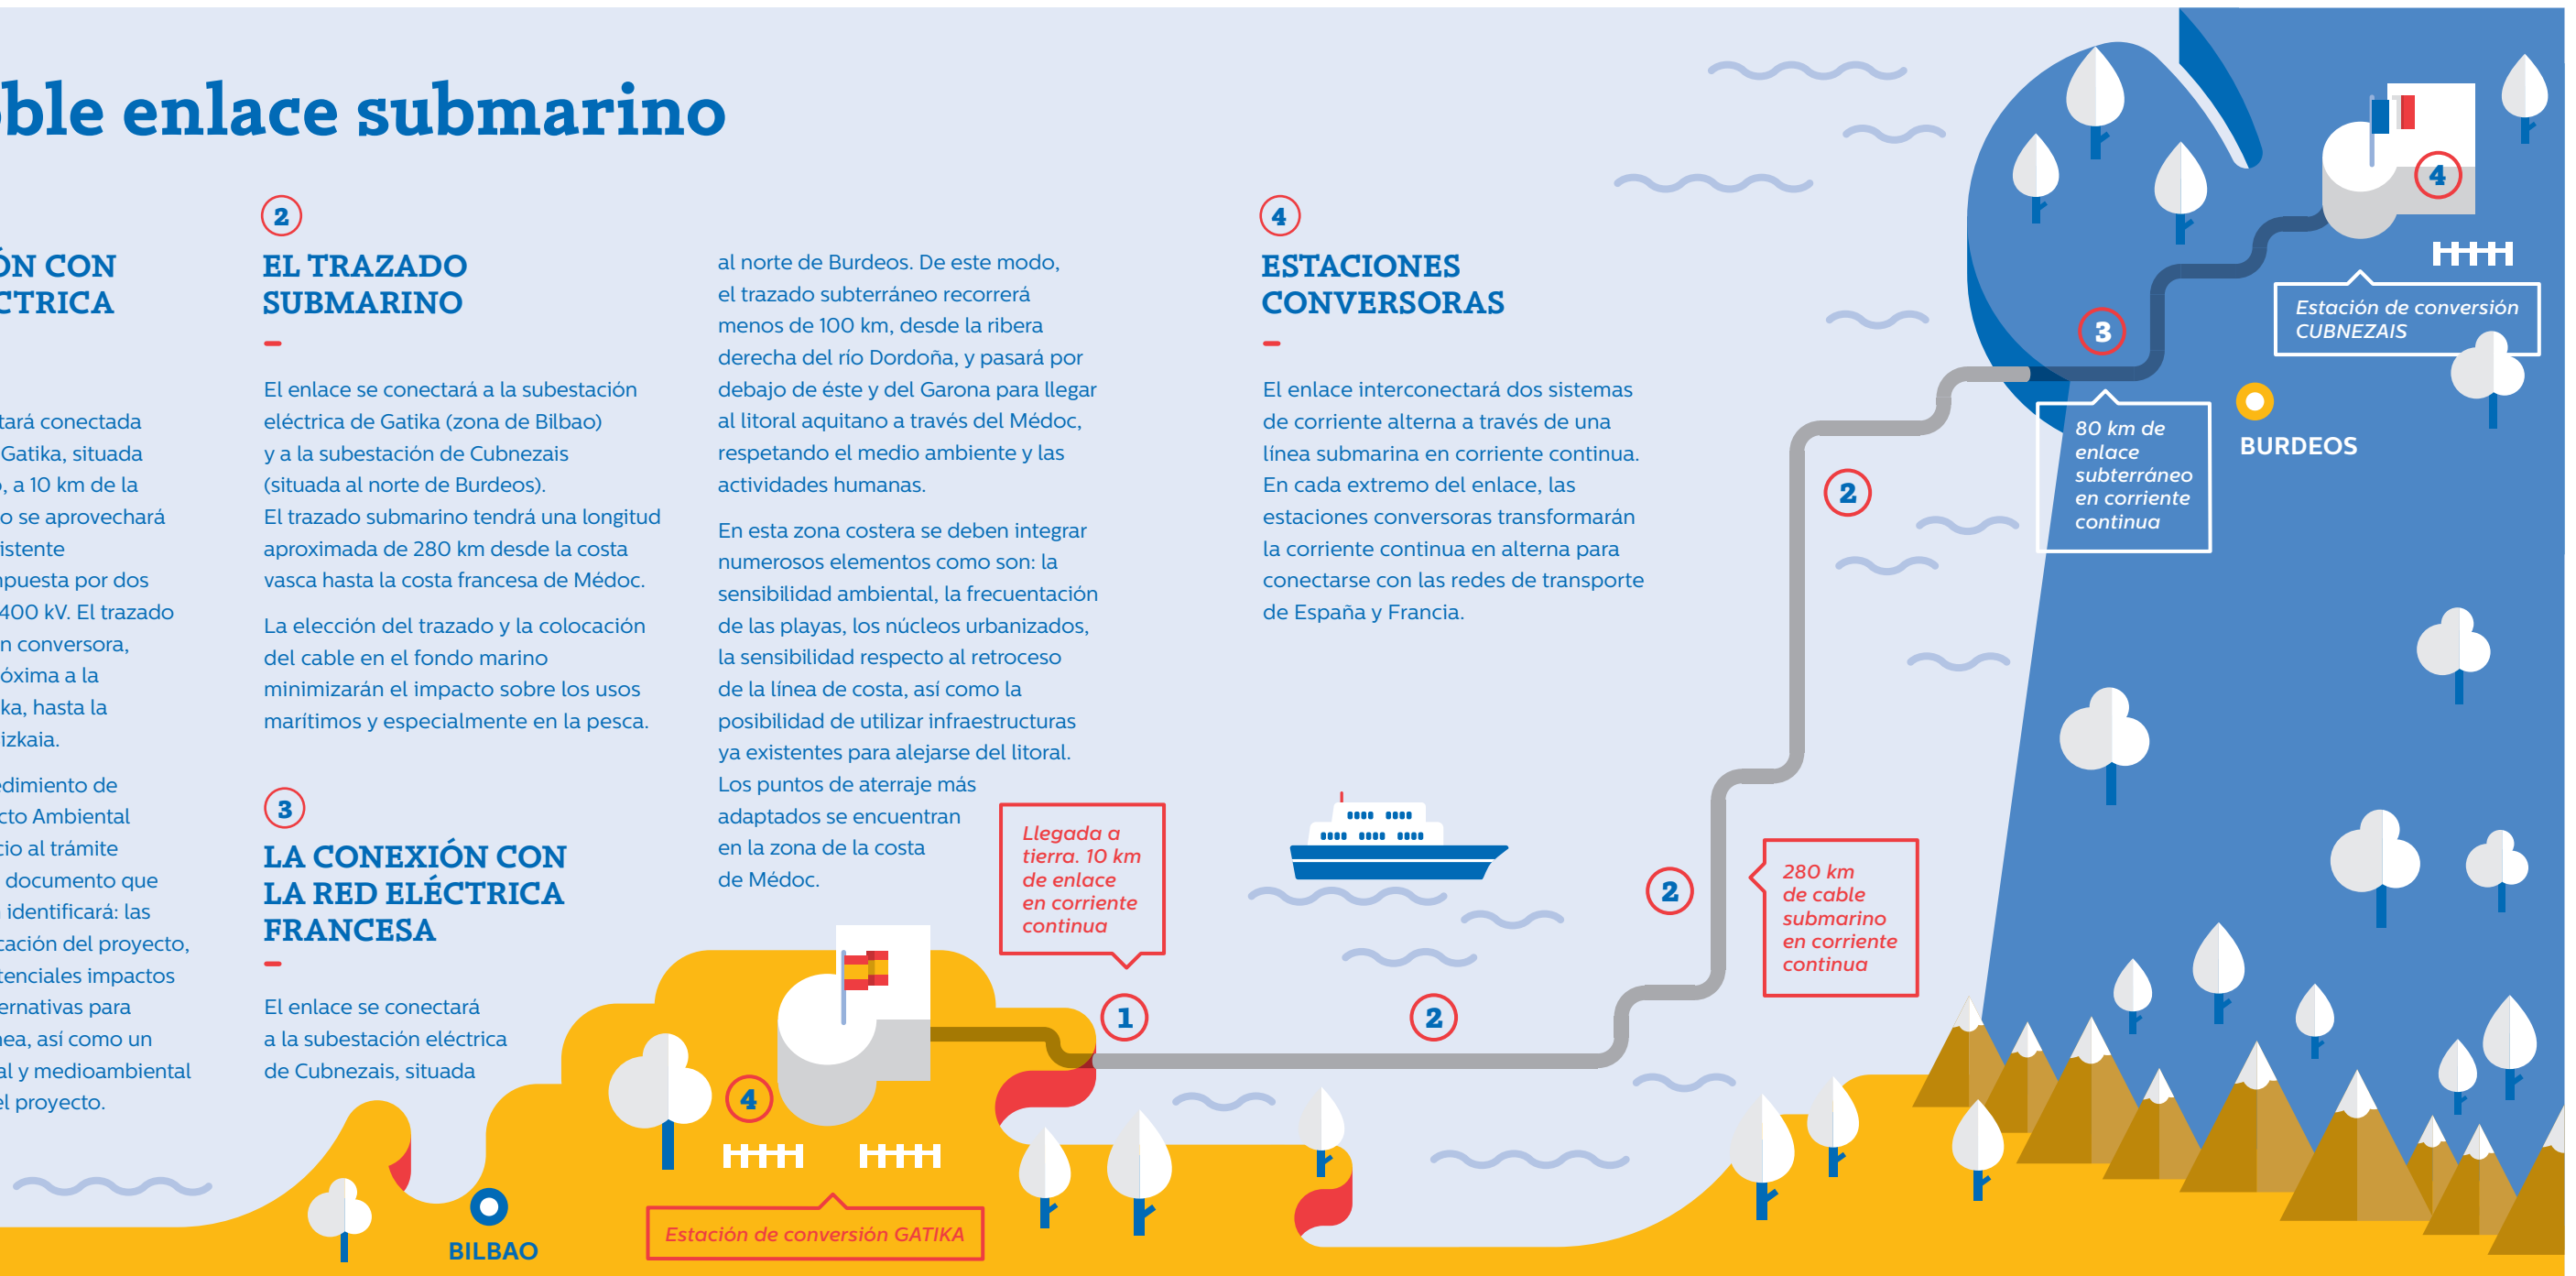 ble enlace submarino
ÓN CON
CTRICA
tará conectada
Gatika, situada
, a 10 km de la
o se aprovechará
istente
mpuesta por dos
400 kV. El trazado
n conversora,
óxima a la
ka, hasta la
izkaia.
edimiento de
cto Ambiental
cio al trámite
documento que
identificará: las
cación del proyecto,
tenciales impactos
ernativas para
nea, así como un
al y medioambiental
el proyecto.
2
EL TRAZADO
SUBMARINO
El enlace se conectará a la subestación
eléctrica de Gatika (zona de Bilbao)
y a la subestación de Cubnezais
(situada al norte de Burdeos).
El trazado submarino tendrá una longitud
aproximada de 280 km desde la costa
vasca hasta la costa francesa de Médoc.
La elección del trazado y la colocación
del cable en el fondo marino
minimizarán el impacto sobre los usos
marítimos y especialmente en la pesca.
3
LA CONEXIÓN CON
LA RED ELÉCTRICA
FRANCESA
El enlace se conectará
a la subestación eléctrica
de Cubnezais, situada
al norte de Burdeos. De este modo,
el trazado subterráneo recorrerá
menos de 100 km, desde la ribera
derecha del río Dordoña, y pasará por
debajo de éste y del Garona para llegar
al litoral aquitano a través del Médoc,
respetando el medio ambiente y las
actividades humanas.
En esta zona costera se deben integrar
numerosos elementos como son: la
sensibilidad ambiental, la frecuentación
de las playas, los núcleos urbanizados,
la sensibilidad respecto al retroceso
de la línea de costa, así como la
posibilidad de utilizar infraestructuras
ya existentes para alejarse del litoral.
Los puntos de aterraje más
adaptados se encuentran
en la zona de la costa
de Médoc.
4
ESTACIONES
CONVERSORAS
El enlace interconectará dos sistemas
de corriente alterna a través de una
línea submarina en corriente continua.
En cada extremo del enlace, las
estaciones conversoras transformarán
la corriente continua en alterna para
conectarse con las redes de transporte
de España y Francia.
4
Estación de conversión
CUBNEZAIS
3
80 km de
enlace
subterráneo
en corriente
continua
BURDEOS
2
2
280 km
de cable
submarino
en corriente
continua
Llegada a
tierra. 10 km
de enlace
en corriente
continua
1
2
4
Estación de conversión GATIKA
BILBAO